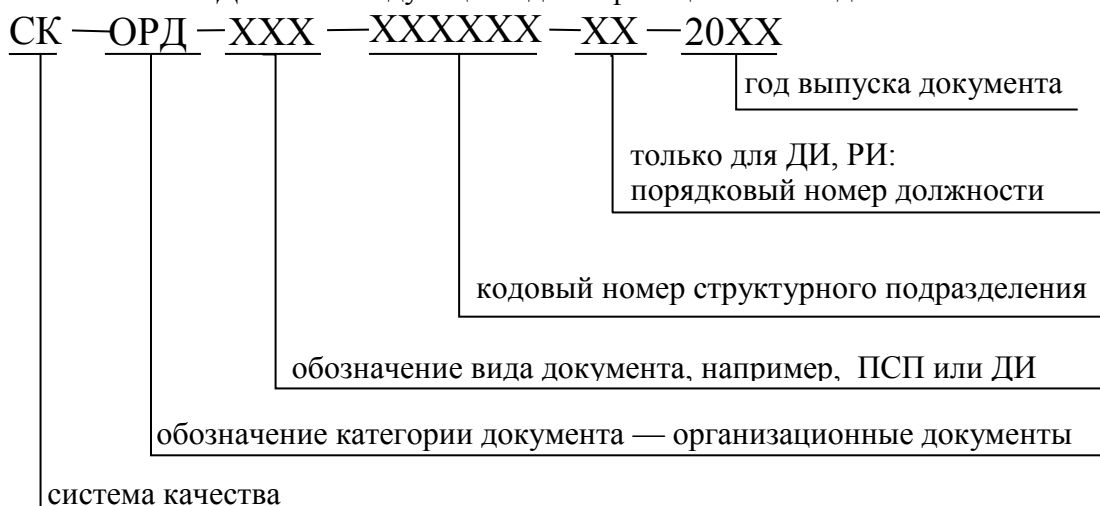 СК — ОРД — ХХХ — ХХХХХХ — ХХ — 20ХХ
год выпуска документа
только для ДИ, РИ:
порядковый номер должности
кодовый номер структурного подразделения
обозначение вида документа, например, ПСП или ДИ
обозначение категории документа — организационные документы
система качества